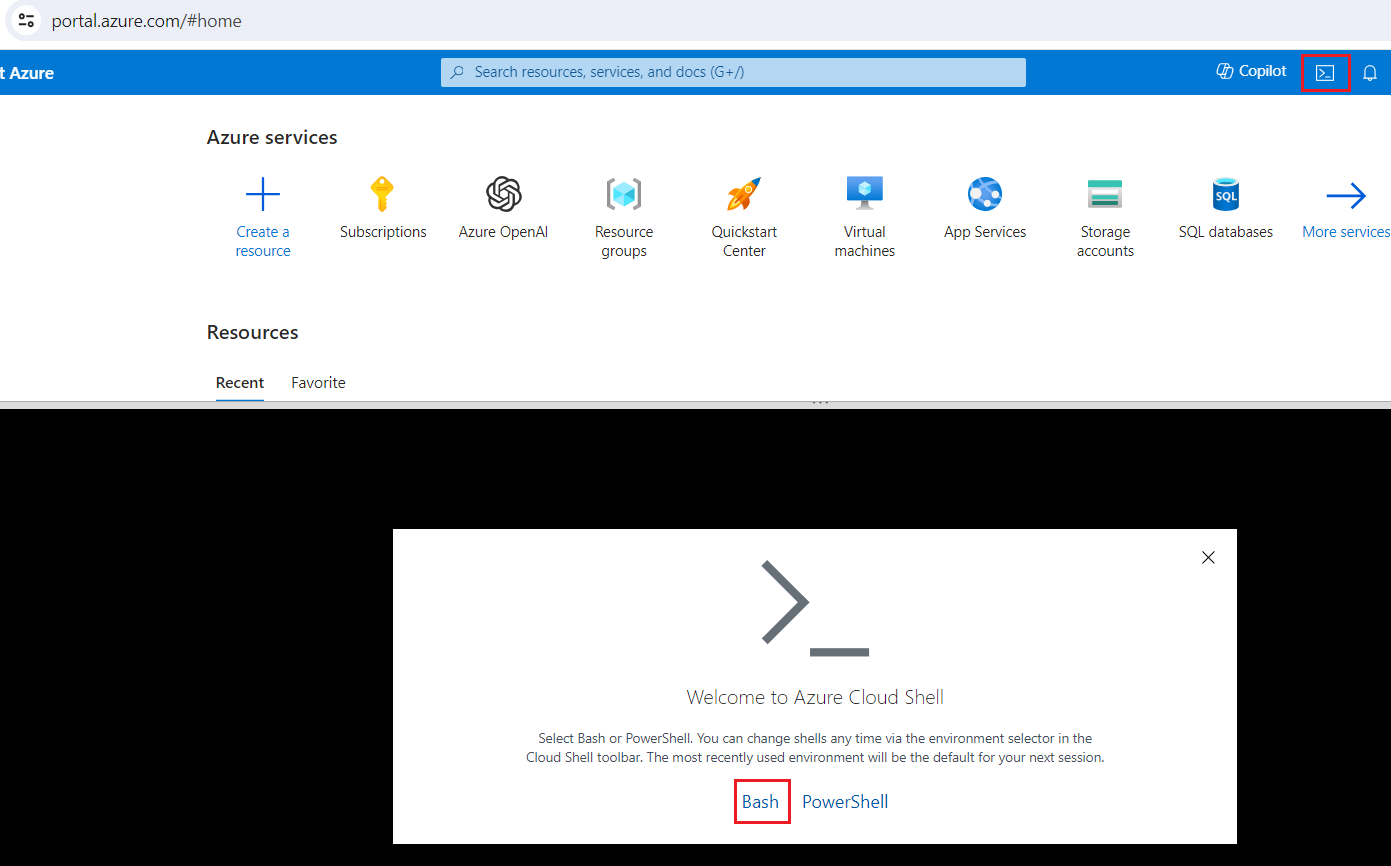 portal.azure.com/#home
t Azure
Search resources, services, and docs (G+/)
Copilot
Azure services
Create a
resource
Subscriptions
Azure OpenAI
Resource
groups
Quickstart
Center
Virtual
machines
App Services
Storage
accounts
SQL
SQL databases
More services
Resources
Recent
Favorite
Welcome to Azure Cloud Shell
Select Bash or PowerShell. You can change shells any time via the environment selector in the
Cloud Shell toolbar. The most recently used environment will be the default for your next session.
Bash
PowerShell